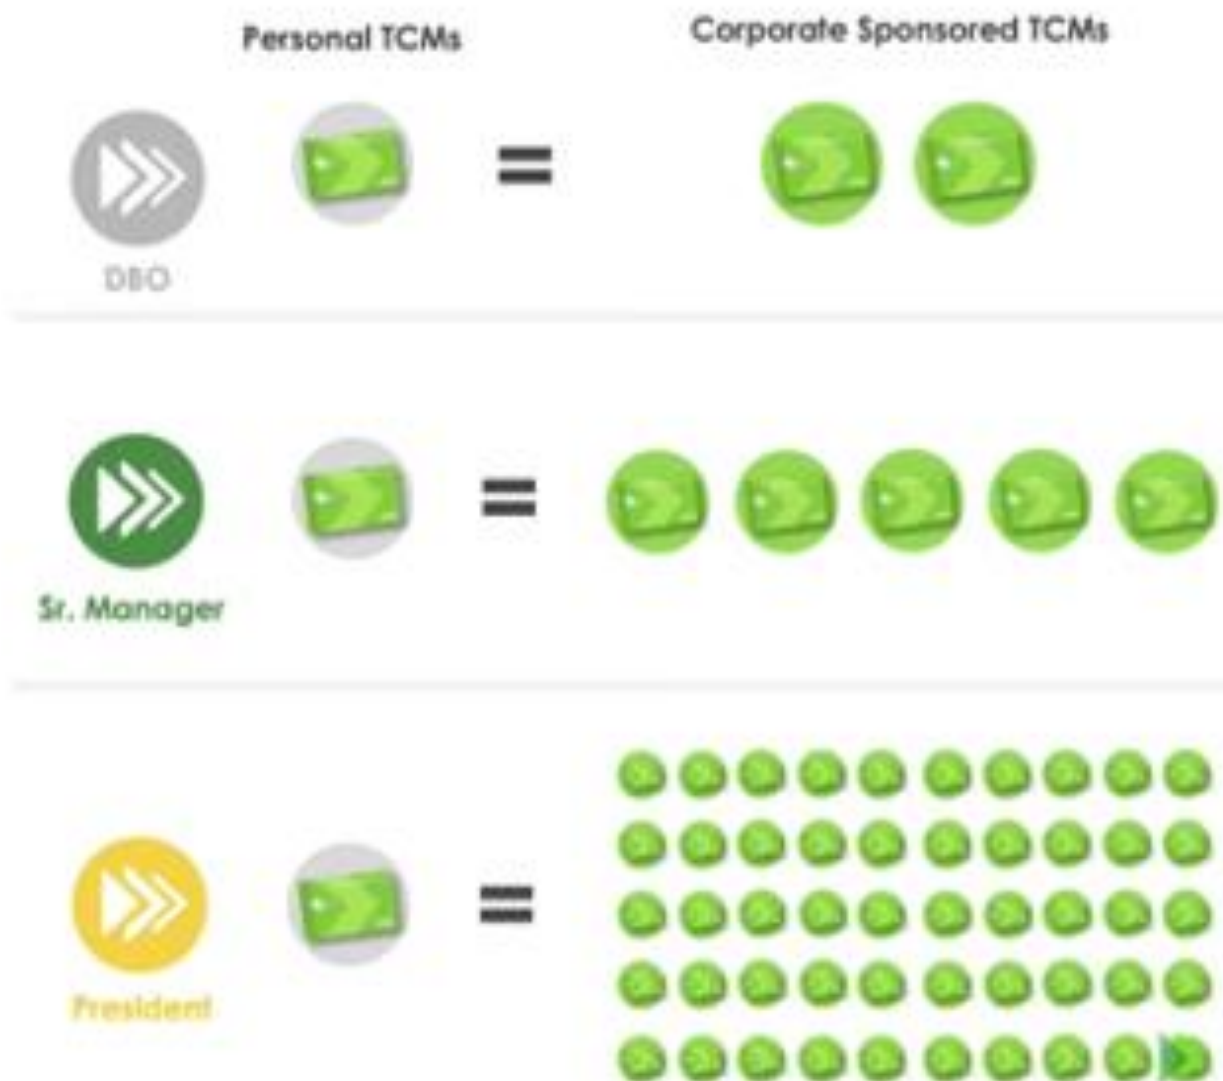 Personal TCMs
Corporate Sponsored TCMs
DBO
Sr. Manager
President